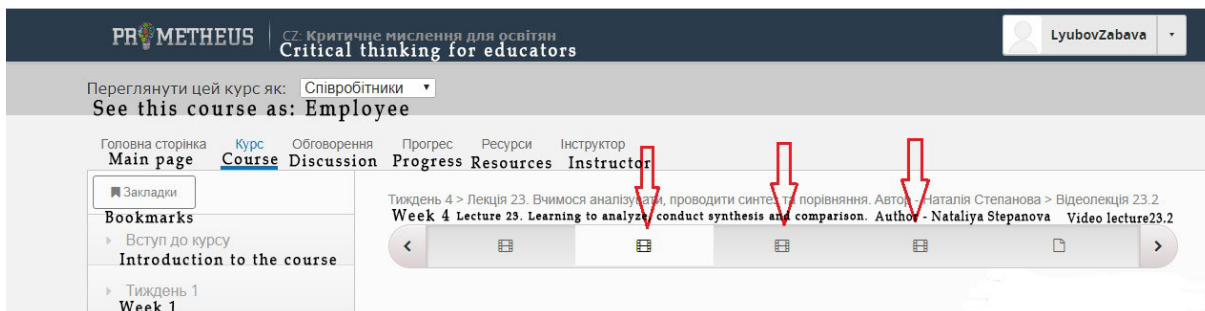 PROMETHEUS
CZ: Критичне мислення для освітян
Critical thinking for educators
LyubovZabava
Переглянути цей курс як: Співробітники
See this course as: Employee
Головна сторінка Курс Обговорення Прогрес Ресурси Інструктор
Main page Course Discussion Progress Resources Instructor
Закладки
Bookmarks
Вступ до курсу
Introduction to the course
Тиждень 1
Week 1
Тиждень 4 > Лекція 23. Вчимося аналізувати, проводити синтез та порівняння. Автор - Наталія Степанова > Відеолекція 23.2
Week 4 Lecture 23. Learning to analyze, conduct synthesis and comparison. Author - Nataliya Stepanova Video lecture23.2